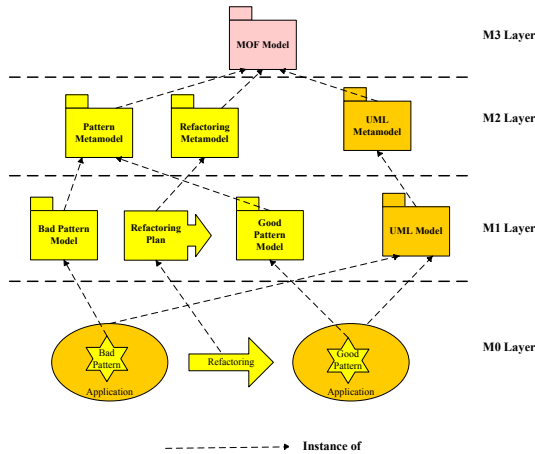 M3 Layer
MOF Model
M2 Layer
Pattern
Metamodel
Refactoring
Metamodel
UML
Metamodel
M1 Layer
Bad Pattern
Model
Refactoring
Plan
Good
Pattern
Model
UML Model
M0 Layer
Bad
Pattern
Application
Refactoring
Good
Pattern
Application
Instance of